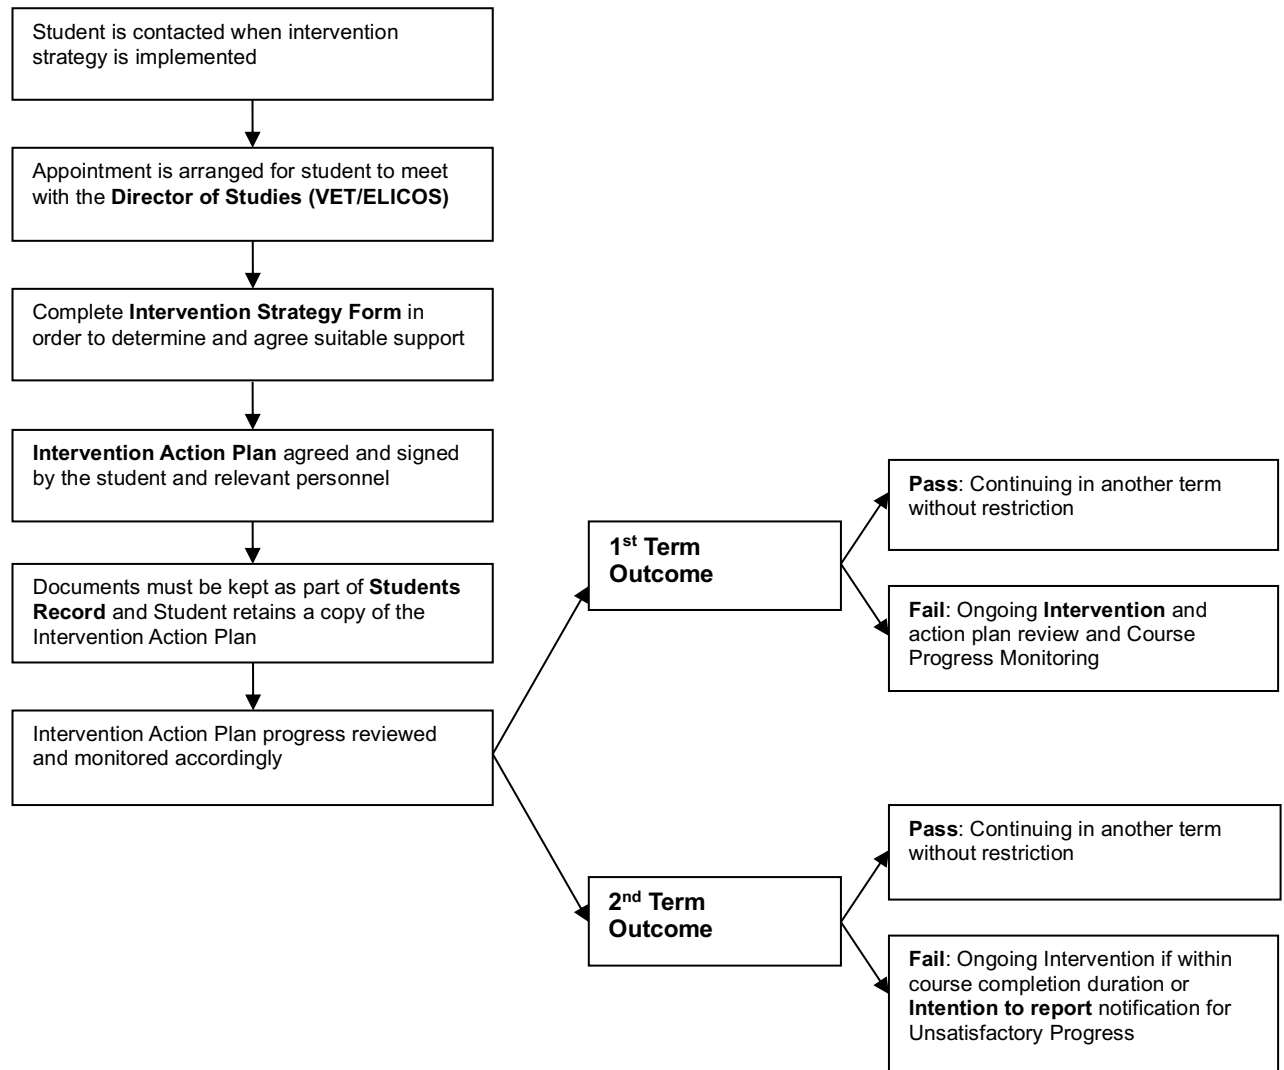 Student is contacted when intervention
strategy is implemented
Appointment is arranged for student to meet
with the Director of Studies (VET/ELICOS)
Complete Intervention Strategy Form in
order to determine and agree suitable support
Intervention Action Plan agreed and signed
by the student and relevant personnel
Documents must be kept as part of Students
Record and Student retains a copy of the
Intervention Action Plan
Intervention Action Plan progress reviewed
and monitored accordingly
1st Term
Outcome
Pass: Continuing in another term
without restriction
Fail: Ongoing Intervention and
action plan review and Course
Progress Monitoring
2nd Term
Outcome
Pass: Continuing in another term
without restriction
Fail: Ongoing Intervention if within
course completion duration or
Intention to report notification for
Unsatisfactory Progress